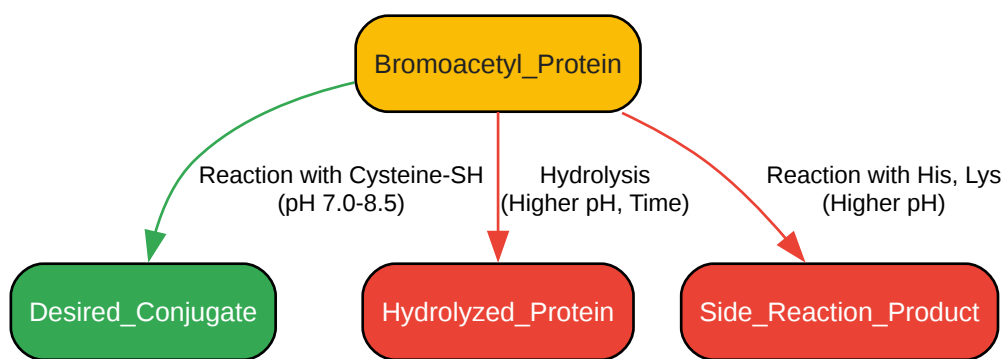 Bromoacetyl_Protein
Reaction with Cysteine-SH
(pH 7.0-8.5)
Hydrolysis
(Higher pH, Time)
Reaction with His, Lys
(Higher pH)
Desired_Conjugate
Hydrolyzed_Protein
Side_Reaction_Product